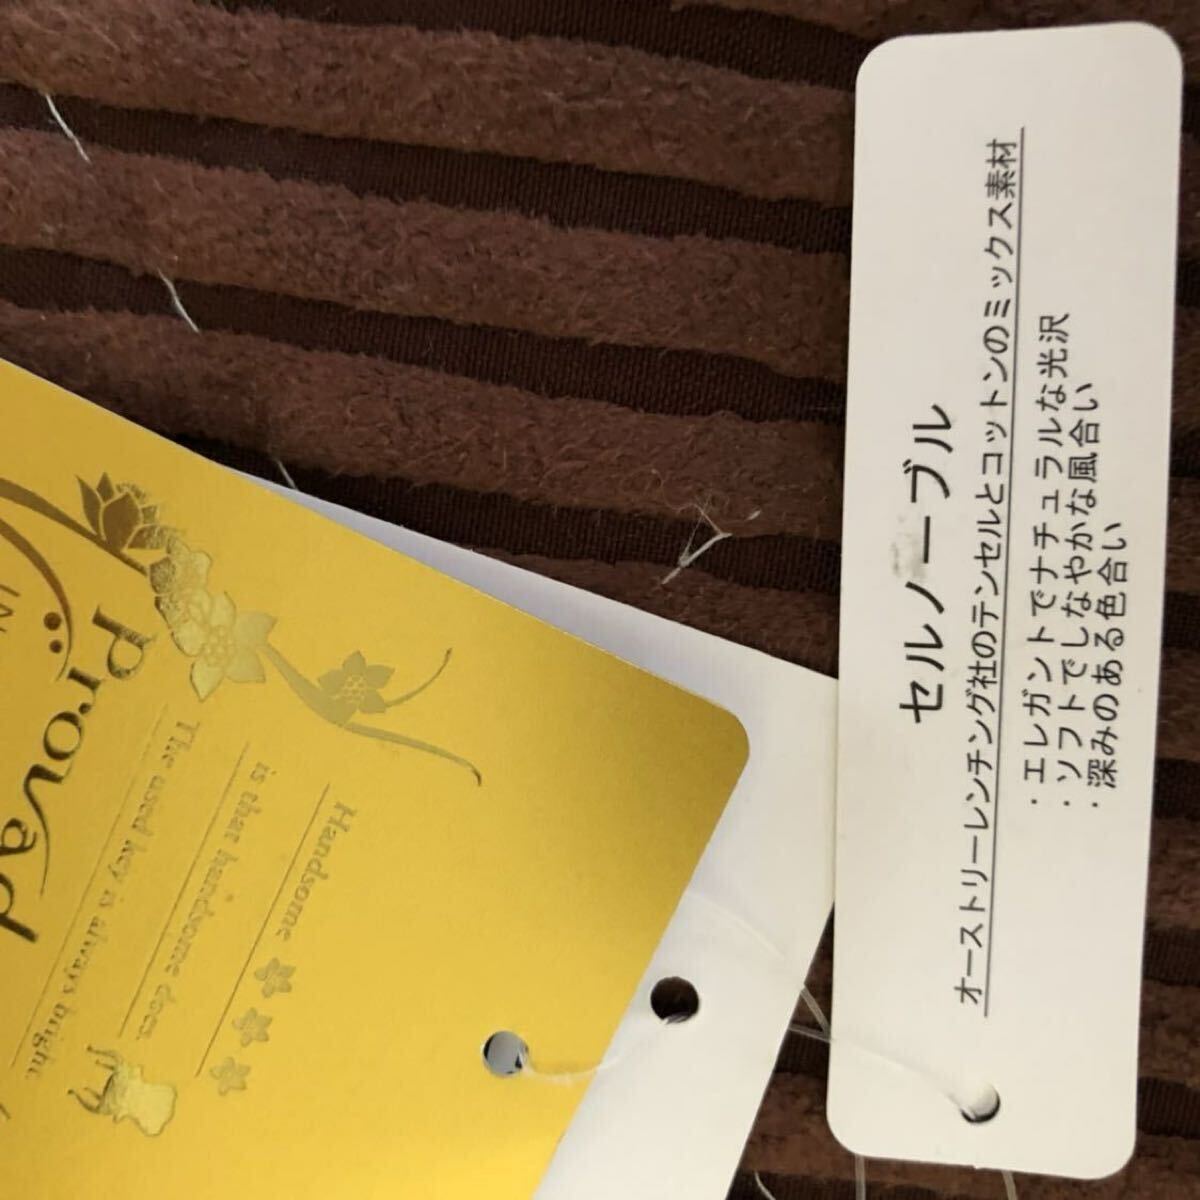 セルノーブル
オーストリーレンチング社のテンセルとコットンのミックス素材
・エレガントでナチュラルな光沢
・ソフトでしなやかな風合い
・深みのある色合い
Handsome
is that handsome does.
The used key is always bright.
Prövad
IN